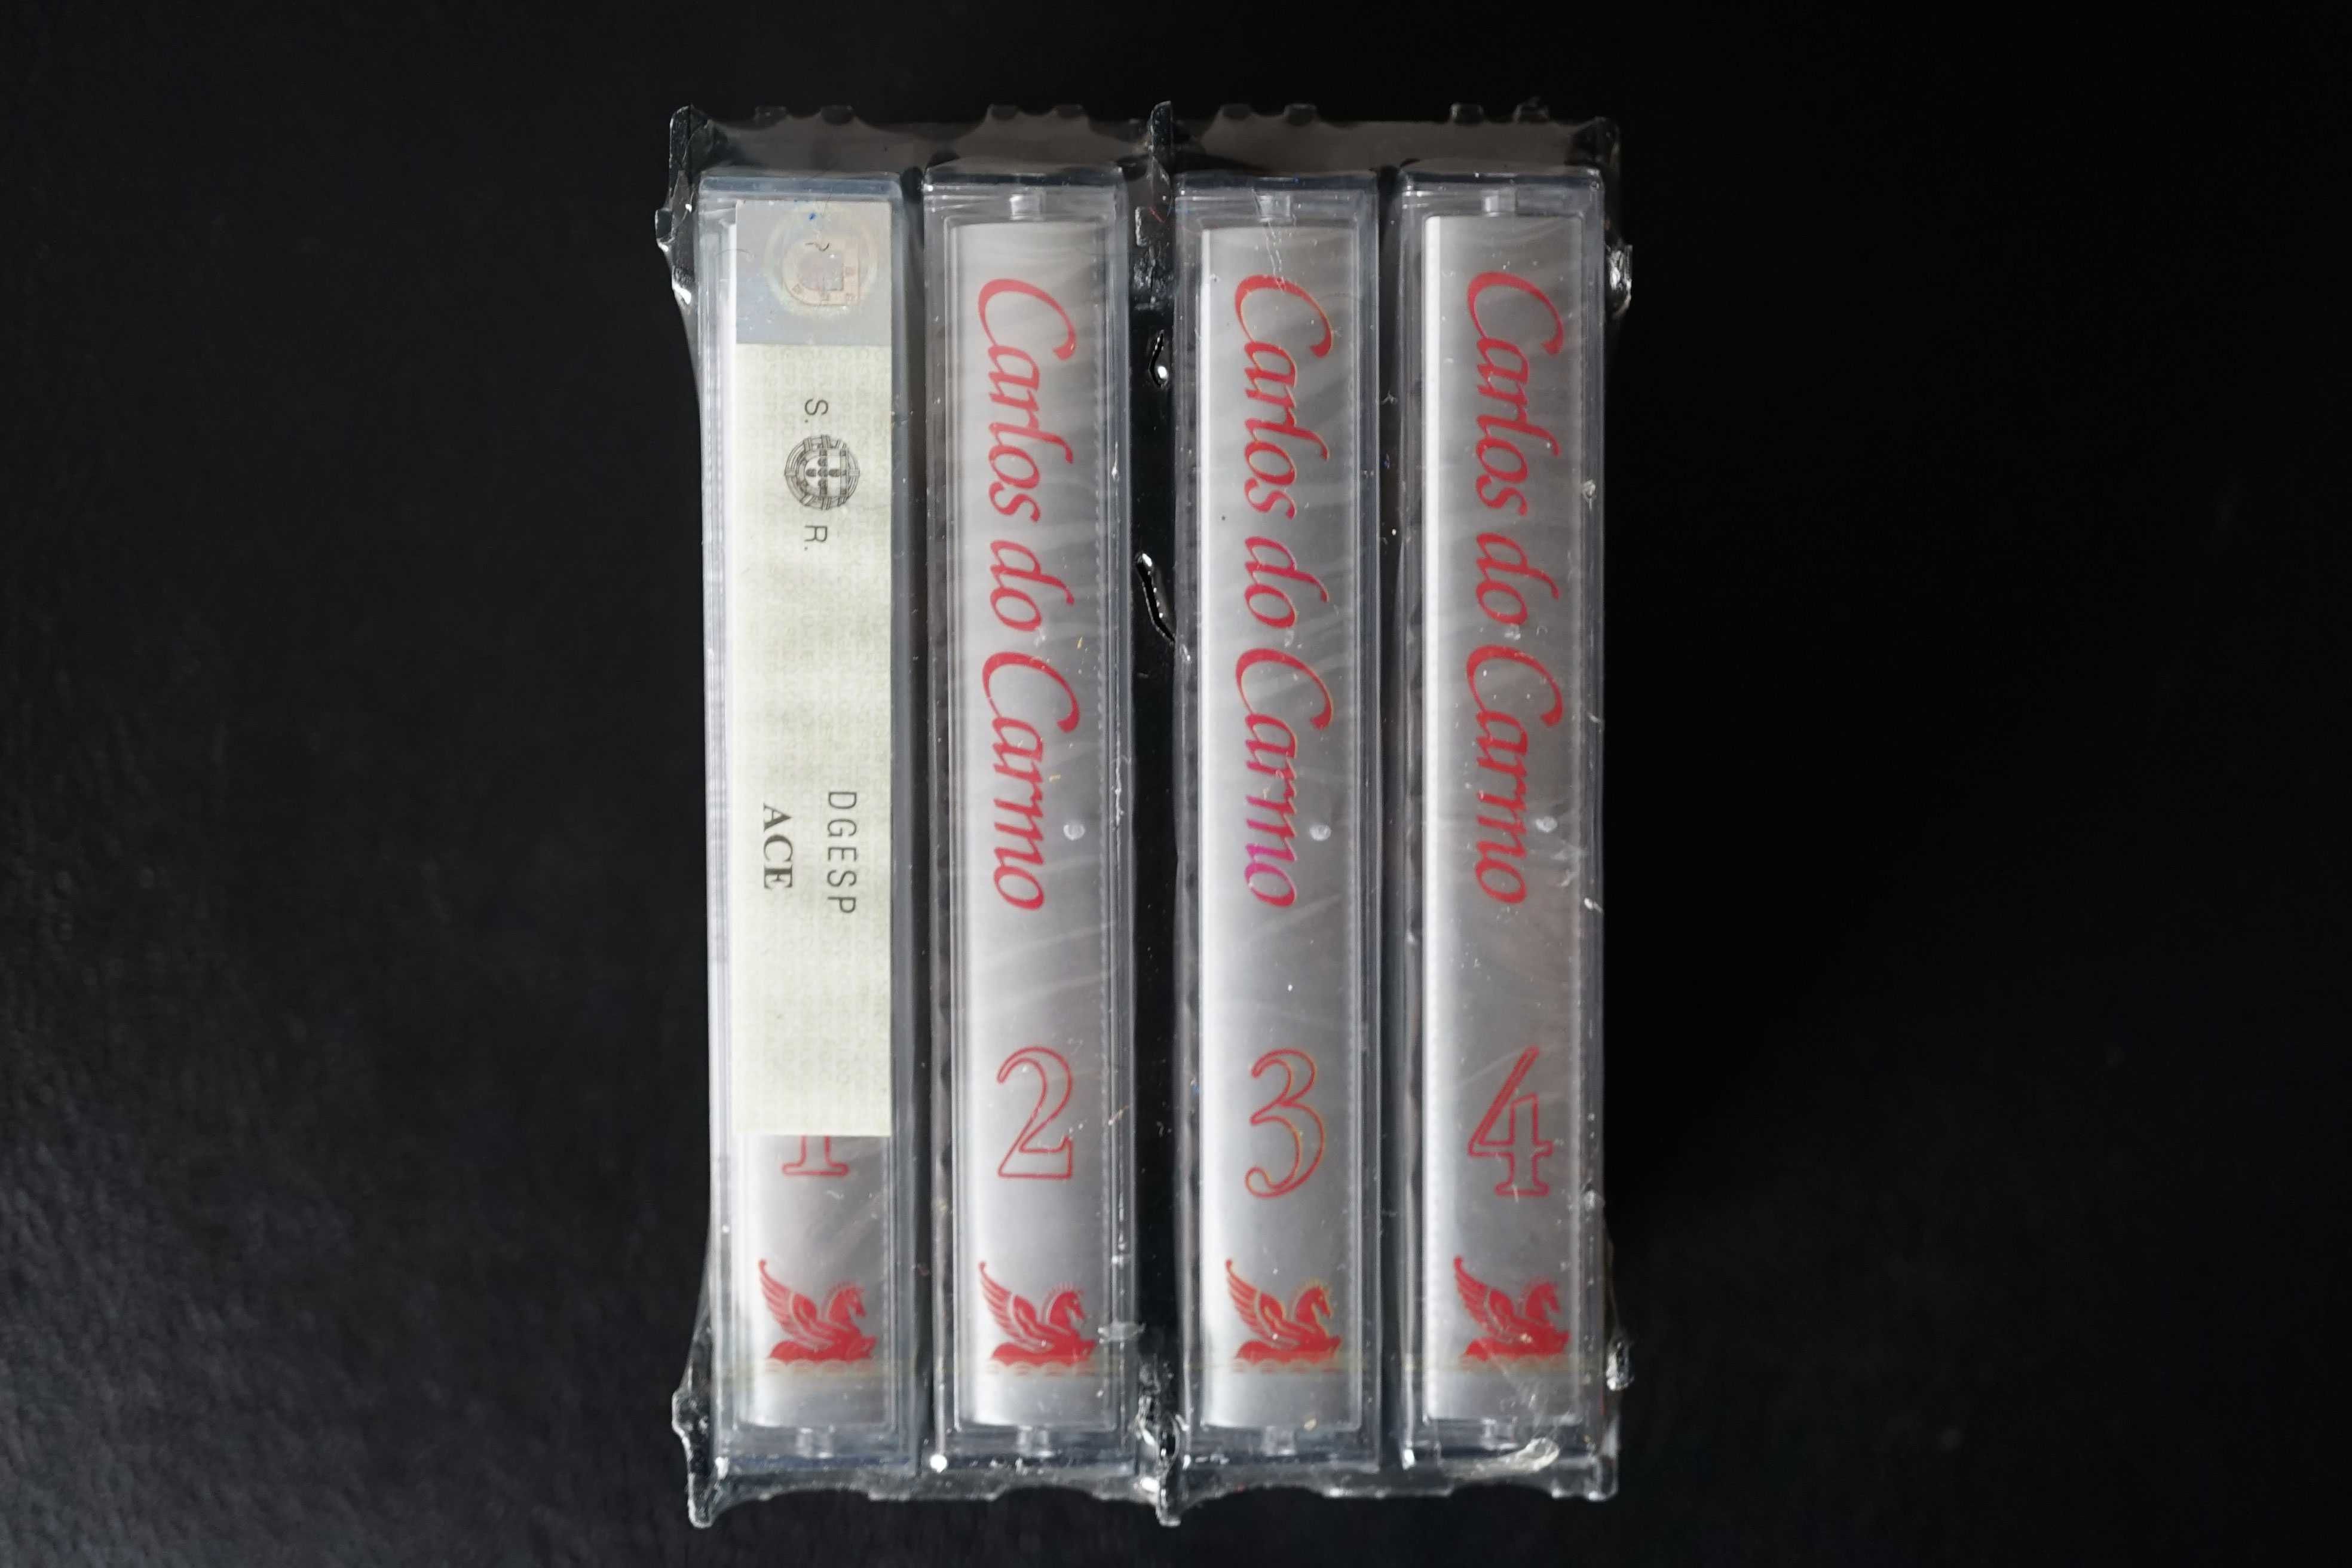 S. R.
DGESP
ACE
1
Carlos do Carmo 2
Carlos do Carmo 3
Carlos do Carmo 4